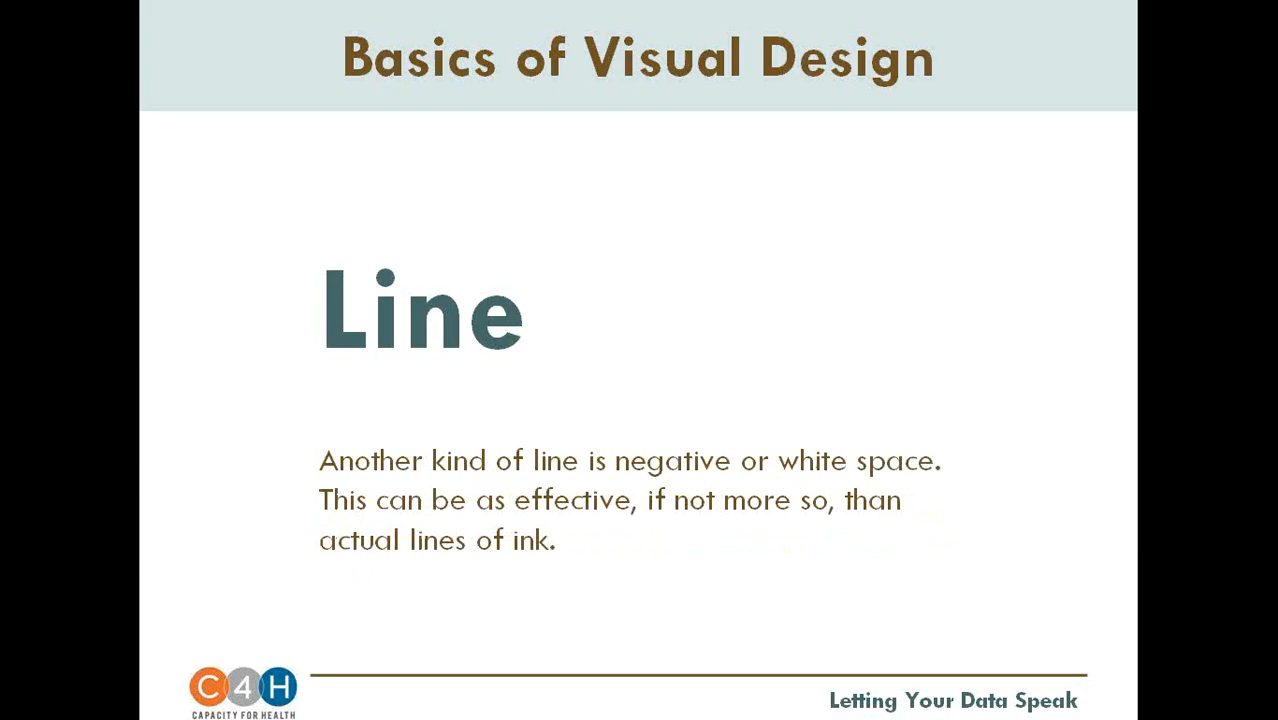 Basics of Visual Design
Line
Another kind of line is negative or white space.
This can be as effective, if not more so, than
actual lines of ink.
C4H
CAPACITY FOR HEALTH
Letting Your Data Speak